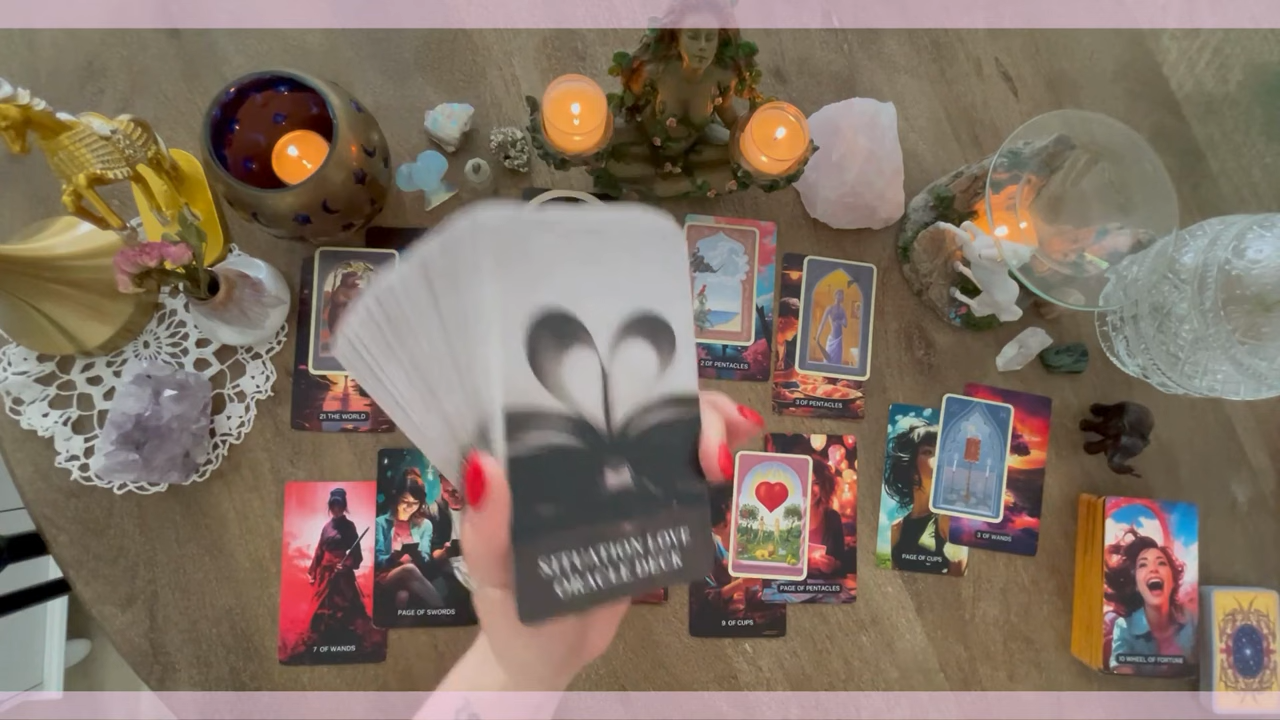 2 OF PENTACLES
3 OF PENTACLES
21 THE WORLD
2 OF WANDS
PAGE OF CUPS
SITUATION LOVE
ORACLE DECK
PAGE OF PENTACLES
PAGE OF SWORDS
9 OF CUPS
7 OF WANDS
10 WHEEL OF FORTUNE